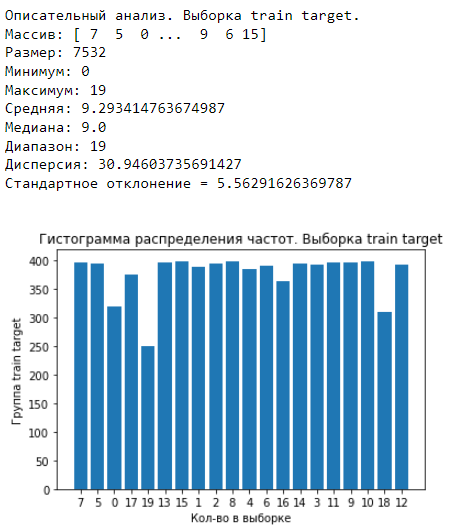 Описательный анализ. Выборка train target.
Массив: [ 7  5  0 ...  9  6 15]
Размер: 7532
Минимум: 0
Максимум: 19
Средняя: 9.293414763674987
Медиана: 9.0
Диапазон: 19
Дисперсия: 30.94603735691427
Стандартное отклонение = 5.56291626369787
Гистограмма распределения частот. Выборка train target
Группа train target
400
350
300
250
200
150
100
50
0
7 5 0 17 19 13 15 1 2 8 4 6 16 14 3 11 9 10 18 12
Кол-во в выборке